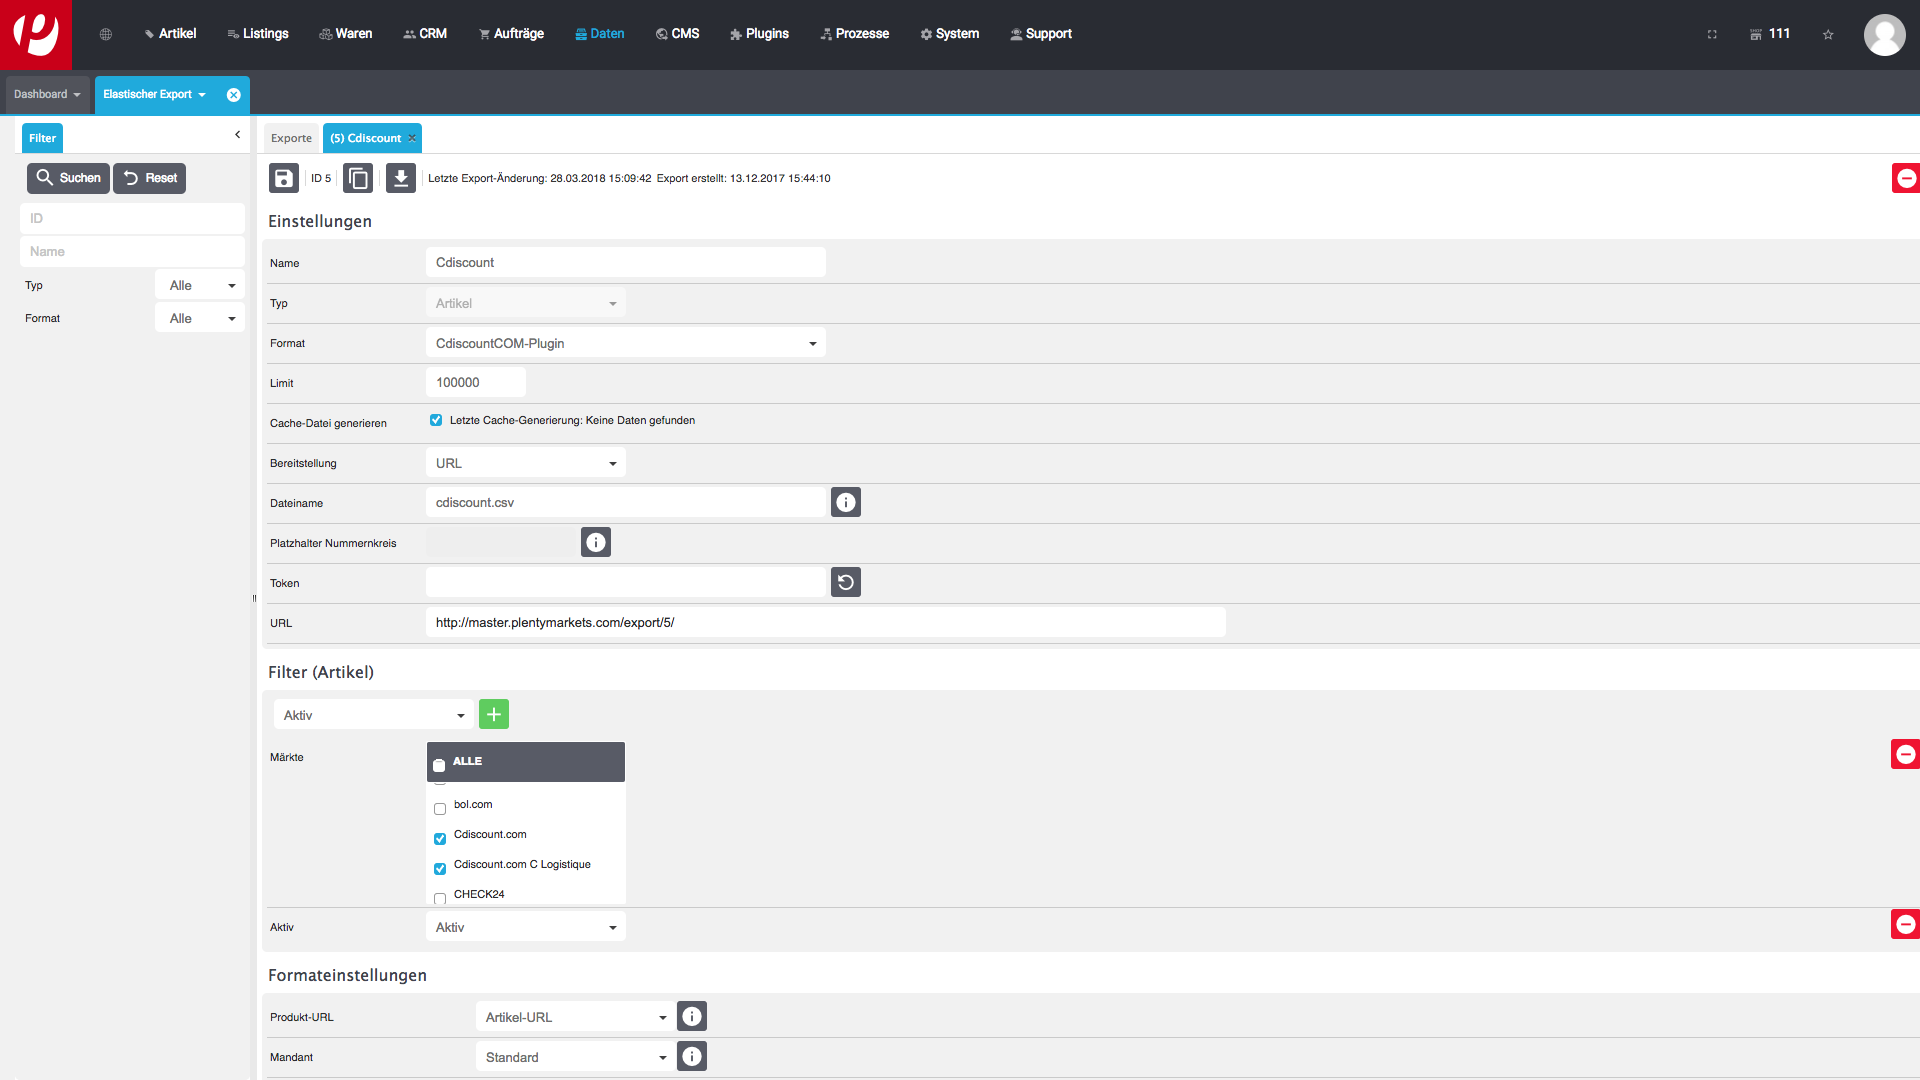 Artikel Listings Waren CRM Aufträge Daten CMS Plugins Prozesse System Support 111
Dashboard Elastischer Export
Filter
Exporte (5) Cdiscount
Suchen Reset
ID 5 Letzte Export-Änderung: 28.03.2018 15:09:42 Export erstellt: 13.12.2017 15:44:10
ID
Name
Typ Alle
Format Alle
Einstellungen
Name Cdiscount
Typ Artikel
Format CdiscountCOM-Plugin
Limit 100000
Cache-Datei generieren Letzte Cache-Generierung: Keine Daten gefunden
Bereitstellung URL
Dateiname cdiscount.csv
Platzhalter Nummernkreis
Token
URL http://master.plentymarkets.com/export/5/
Filter (Artikel)
Aktiv
Märkte ALLE
bol.com
Cdiscount.com
Cdiscount.com C Logistique
CHECK24
Aktiv Aktiv
Formateinstellungen
Produkt-URL Artikel-URL
Mandant Standard